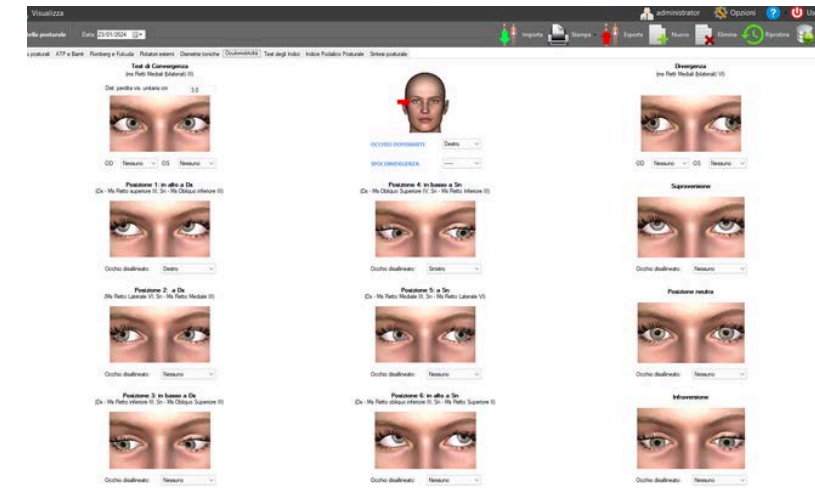 Visualizza
administrator Opzioni ?
posturale Data: 23/01/2024 Importa Stampa Esporta Nuovo Elimina Ripristina
posturali ATP e Barrè Romberg e Fukuda Rotatori esterni Oculomotricità Test degli Indici Indice Podalico Posturale Sintesi posturale
Test di Convergenza
(ms Retti Mediali (bilaterali) III)
Dist. perdita vis. unitaria cm 3,0
OD Nessuno OS Nessuno
OCCHIO DOMINANTE Destro
IPOCONVERGENZA ----
Divergenza
(ms Retti Mediali (bilaterali) VI)
OD Nessuno OS Nessuno
Posizione 1: in alto a Dx
(Dx - Ms Retto superiore III, Sn - Ms Obliquo inferiore III)
Occhio disallineato: Destro
Posizione 4: in basso a Sn
(Dx - Ms Obliquo Superiore IV; Sn - Ms Retto Inferiore III)
Occhio disallineato: Sinistro
Supraversione
Occhio disallineato: Nessuno
Posizione 2: a Dx
(Ms Retto Laterale VI. Sn - Ms Retto Mediale III)
Occhio disallineato: Nessuno
Posizione 5: a Sn
(Dx - Ms Retto Mediale III, Sn - Ms Retto Laterale VI)
Occhio disallineato: Nessuno
Posizione neutra
Occhio disallineato: Nessuno
Posizione 3: in basso a Dx
(Dx - Ms Retto inferiore III; Sn - Ms Obliquo Superiore III)
Occhio disallineato: Nessuno
Posizione 6: in alto a Sn
(Dx - Ms Retto obliquo inferiore III; Sn - Ms Retto Superiore II)
Occhio disallineato: Nessuno
Infraversione
Occhio disallineato: Nessuno